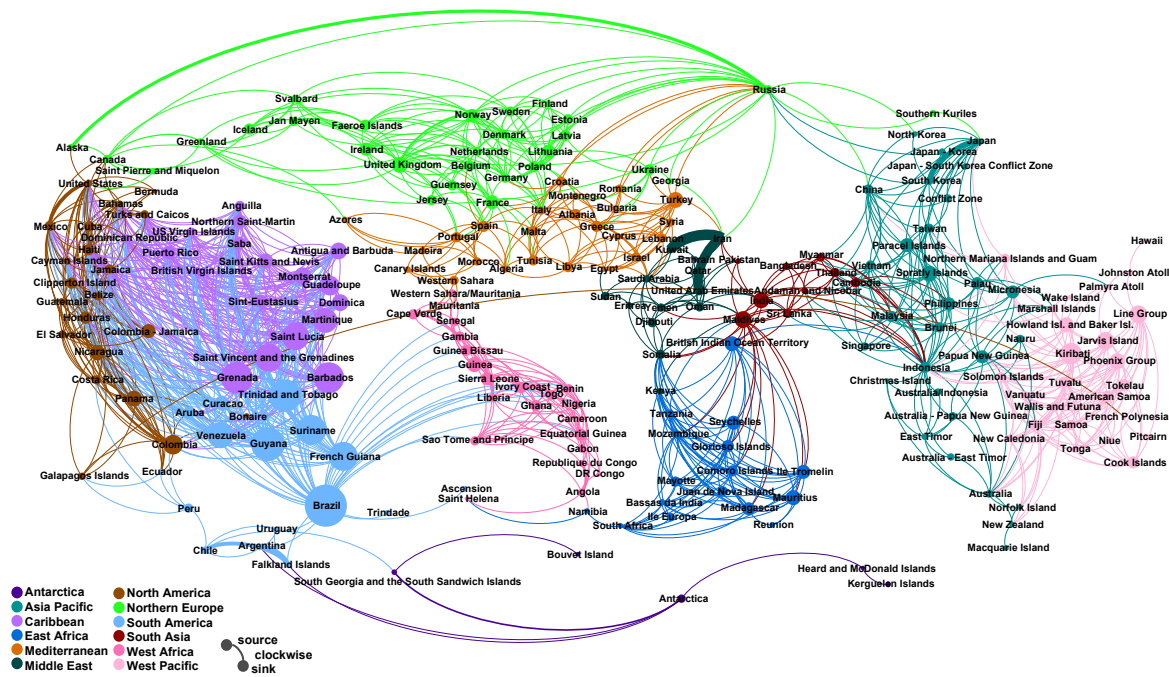 Russia
Finland
Svalbard
Sweden
Norway
Estonia
Jan Mayen
Faeroe Islands
Iceland
Southern Kuriles
Denmark
Latvia
North Korea
Japan
Greenland
Alaska
Ireland
Netherlands
Lithuania
Japan - Korea
Canada
United Kingdom
Belgium
Poland
Japan - South Korea Conflict Zone
Saint Pierre and Miquelon
Ukraine
Germany
Georgia
South Korea
United States
Guernsey
Croatia
Romania
China
Bermuda
Jersey
France
Montenegro
Turkey
Conflict Zone
Bahamas
Anguilla
Italy
Bulgaria
Turks and Caicos
Azores
Albania
Northern Saint-Martin
Spain
Greece
Syria
Mexico
Cuba
US Virgin Islands
Malta
Taiwan
Dominican Republic
Saba
Portugal
Cyprus
Lebanon
Iran
Hawaii
Haiti
Puerto Rico
Antigua and Barbuda
Madeira
Kuwait
Paracel Islands
Cayman Islands
Saint Kitts and Nevis
Morocco
Tunisia
Israel
Bahrain
Pakistan
Myanmar
Northern Mariana Islands and Guam
Jamaica
British Virgin Islands
Montserrat
Canary Islands
Algeria
Libya
Egypt
Qatar
Bangladesh
Vietnam
Thailand
Spratly Islands
Johnston Atoll
Clipperton Island
Guadeloupe
Western Sahara
Saudi Arabia
Cambodia
Palau
Palmyra Atoll
Belize
Western Sahara/Mauritania
United Arab Emirates
Andaman and Nicobar
Micronesia
Wake Island
Guatemala
Sint-Eustasius
Dominica
Mauritania
Sudan
Eritrea
Yemen
Oman
India
Philippines
Marshall Islands
Honduras
Martinique
Cape Verde
Senegal
Djibouti
Maldives
Sri Lanka
Malaysia
Line Group
El Salvador
Colombia - Jamaica
Saint Lucia
Gambia
Brunei
Howland Isl. and Baker Isl.
Nicaragua
Saint Vincent and the Grenadines
Guinea Bissau
Somalia
British Indian Ocean Territory
Singapore
Nauru
Jarvis Island
Guinea
Papua New Guinea
Kiribati
Phoenix Group
Costa Rica
Grenada
Barbados
Sierra Leone
Indonesia
Solomon Islands
Trinidad and Tobago
Ivory Coast
Benin
Kenya
Christmas Island
Tuvalu
Tokelau
Panama
Curacao
Liberia
Togo
Australia-Indonesia
Vanuatu
American Samoa
Aruba
Bonaire
Ghana
Nigeria
Tanzania
Australia - Papua New Guinea
Wallis and Futuna
French Polynesia
Venezuela
Suriname
Cameroon
Seychelles
Fiji
Samoa
Colombia
Guyana
Sao Tome and Principe
Equatorial Guinea
Mozambique
East Timor
New Caledonia
Niue
Pitcairn
French Guiana
Gabon
Glorioso Islands
Australia - East Timor
Tonga
Cook Islands
Ecuador
Republique du Congo
Comoro Islands
Ile Tromelin
Galapagos Islands
DR Congo
Mayotte
Ascension
Saint Helena
Angola
Juan de Nova Island
Mauritius
Australia
Peru
Brazil
Trindade
Namibia
Bassas da India
Madagascar
Norfolk Island
Uruguay
South Africa
Ile Europa
Reunion
New Zealand
Chile
Argentina
Bouvet Island
Macquarie Island
Falkland Islands
South Georgia and the South Sandwich Islands
Heard and McDonald Islands
Kerguelen Islands
Antarctica
Antarctica
Asia Pacific
Caribbean
East Africa
Mediterranean
Middle East
North America
Northern Europe
South America
South Asia
West Africa
West Pacific
source
clockwise
sink